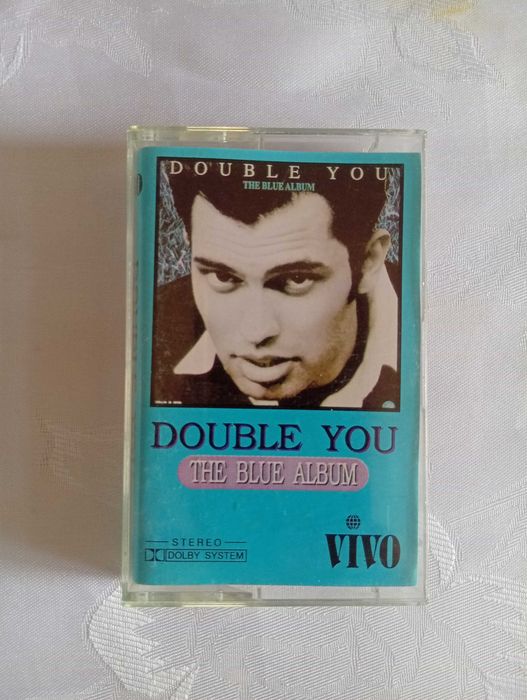 DOUBLE YOU
THE BLUE ALBUM
DOUBLE YOU
THE BLUE ALBUM
STEREO
DOLBY SYSTEM
VIVO